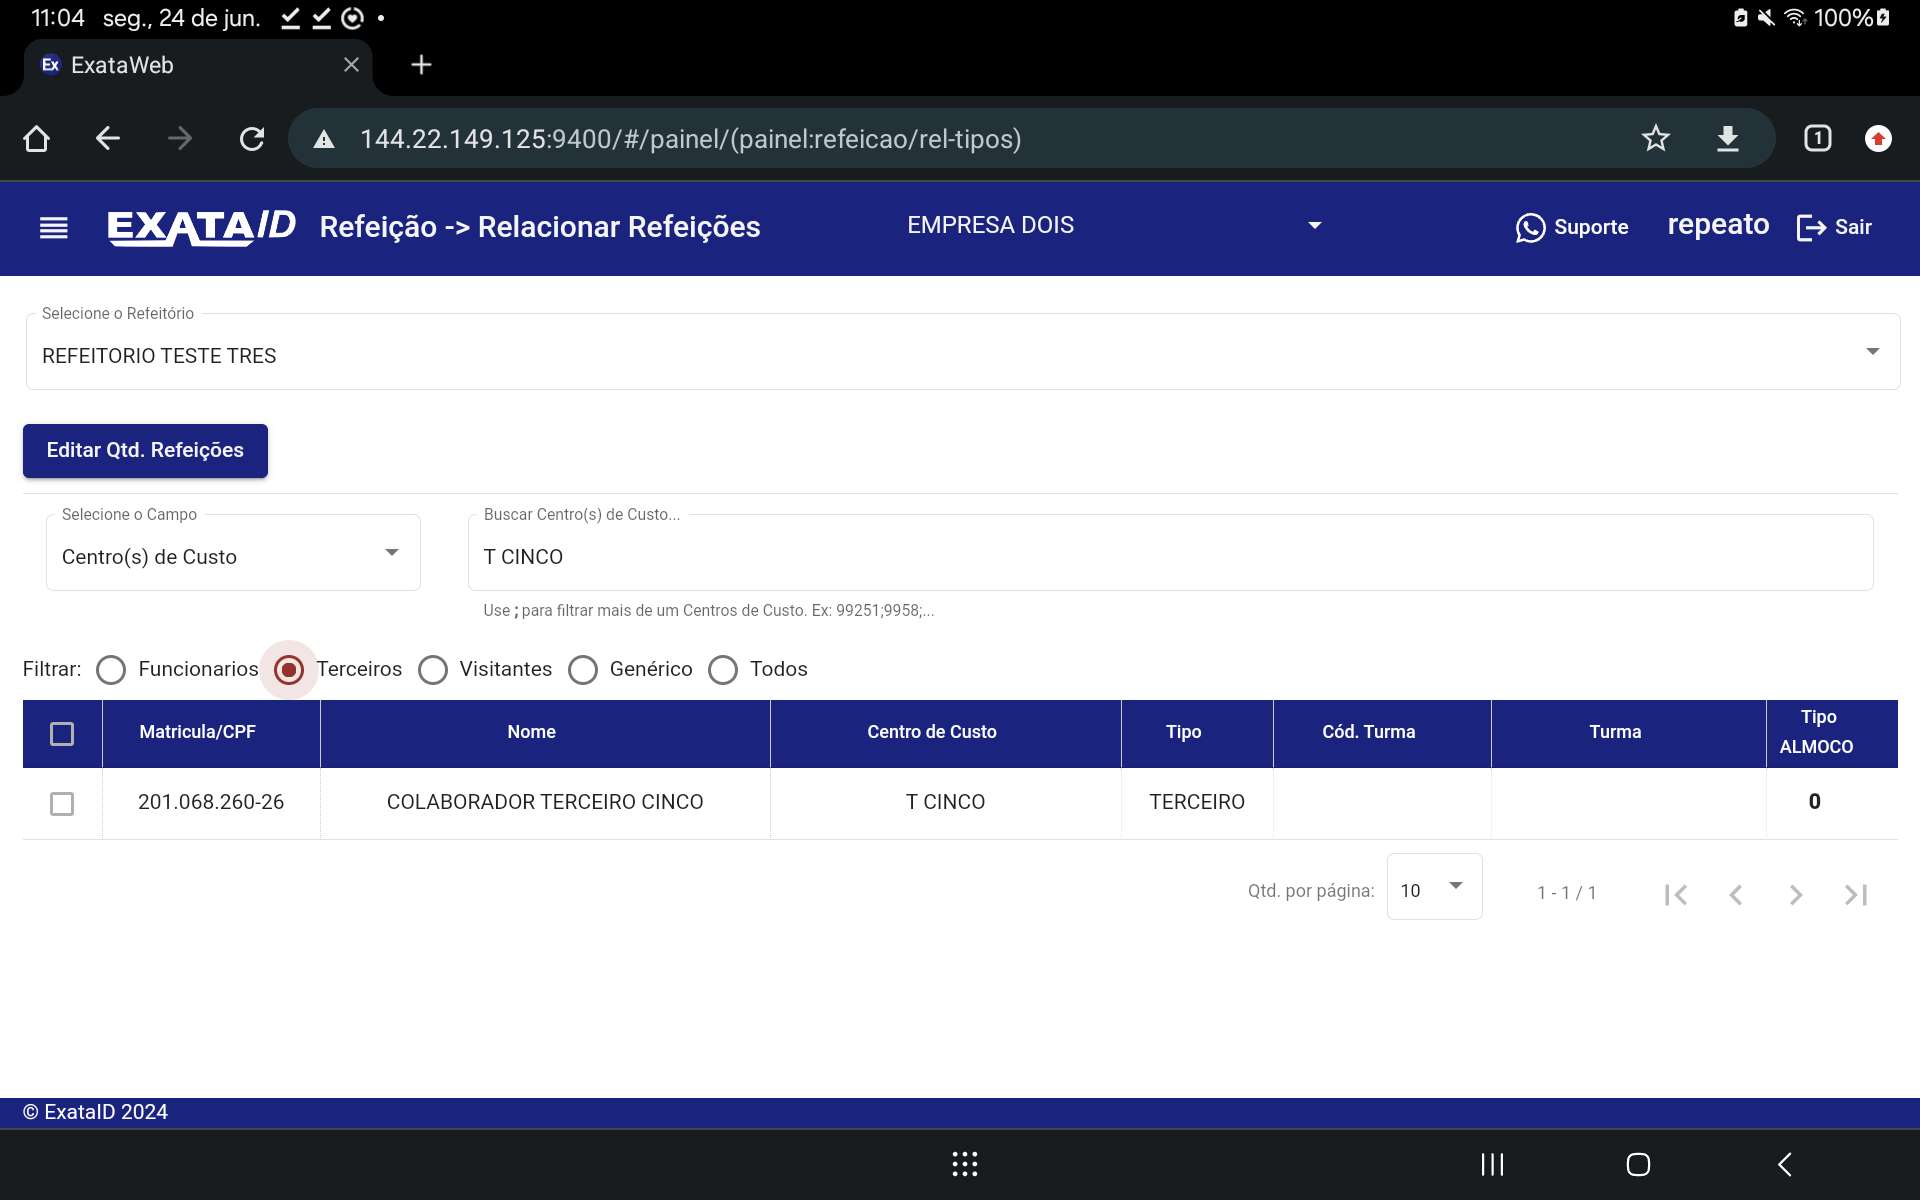 11:04 seg., 24 de jun.
100%
Ex ExataWeb
144.22.149.125:9400/#/painel/(painel:refeicao/rel-tipos)
1
EXATAID Refeição -> Relacionar Refeições EMPRESA DOIS Suporte repeato Sair
Selecione o Refeitório
REFEITORIO TESTE TRES
Editar Qtd. Refeições
Selecione o Campo
Centro(s) de Custo
Buscar Centro(s) de Custo...
T CINCO
Use ; para filtrar mais de um Centros de Custo. Ex: 99251;9958;...
Filtrar: Funcionarios Terceiros Visitantes Genérico Todos
Matricula/CPF Nome Centro de Custo Tipo Cód. Turma Turma Tipo ALMOCO
201.068.260-26 COLABORADOR TERCEIRO CINCO T CINCO TERCEIRO 0
Qtd. por página: 10 1 - 1 / 1
© ExataID 2024